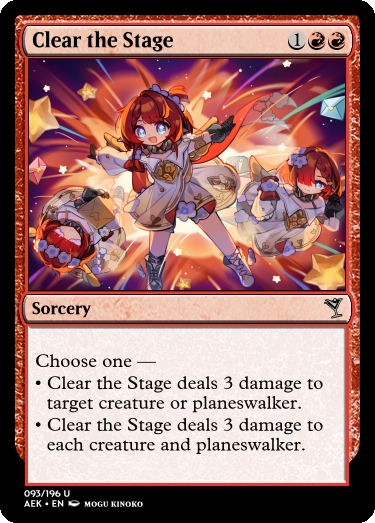 Clear the Stage 1
Sorcery
Choose one —
• Clear the Stage deals 3 damage to
target creature or planeswalker.
• Clear the Stage deals 3 damage to
each creature and planeswalker.
093/196 U
AEK • EN MOGU KINOKO